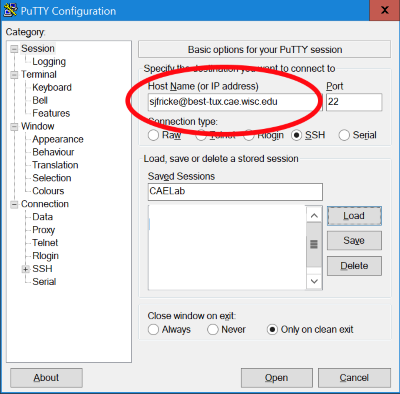 PuTTY Configuration
X
Category:
Session
Logging
Terminal
Keyboard
Bell
Features
Window
Appearance
Behaviour
Translation
Selection
Colours
Connection
Data
Proxy
Telnet
Rlogin
SSH
Serial
Basic options for your PuTTY session
Specify the destination you want to connect to
Host Name (or IP address) Port
sjfricke@best-tux.cae.wisc.edu 22
Connection type:
Raw Telnet Rlogin SSH Serial
Load, save or delete a stored session
Saved Sessions
CAELab
Load
Save
Delete
Close window on exit:
Always Never Only on clean exit
About Open Cancel